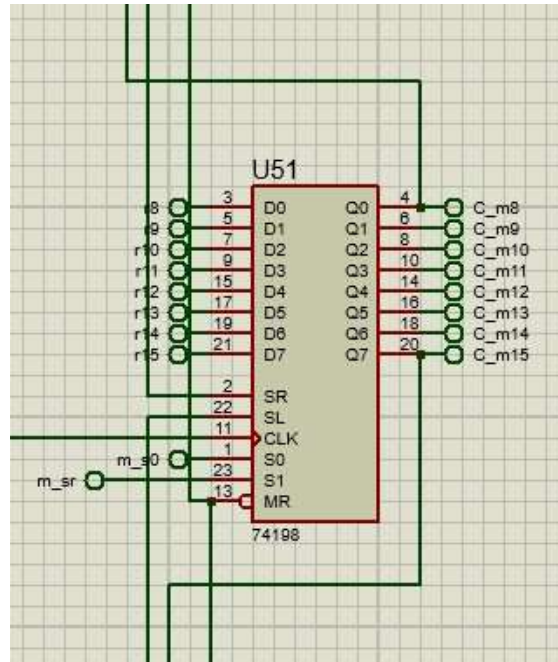 U51
r8 3 D0 Q0 4 C_m8
r9 5 D1 Q1 6 C_m9
r10 7 D2 Q2 8 C_m10
r11 9 D3 Q3 10 C_m11
r12 15 D4 Q4 14 C_m12
r13 17 D5 Q5 16 C_m13
r14 19 D6 Q6 18 C_m14
r15 21 D7 Q7 20 C_m15
2 SR
22 SL
11 CLK
m_s0 1 S0
m_sr 23 S1
13 MR
74198